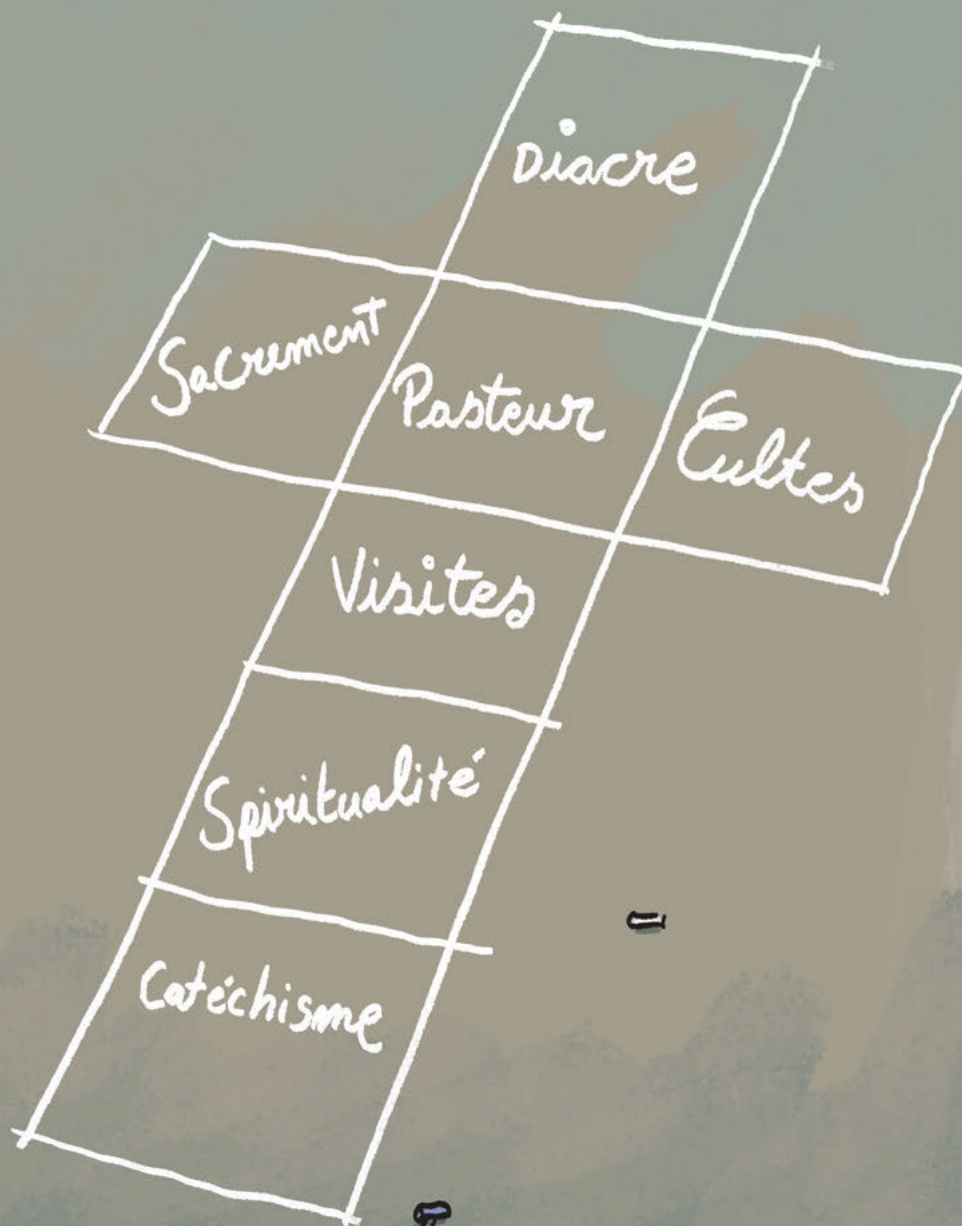 Diacre
Sacrement
Pasteur
Cultes
Visites
Spiritualité
Catéchisme